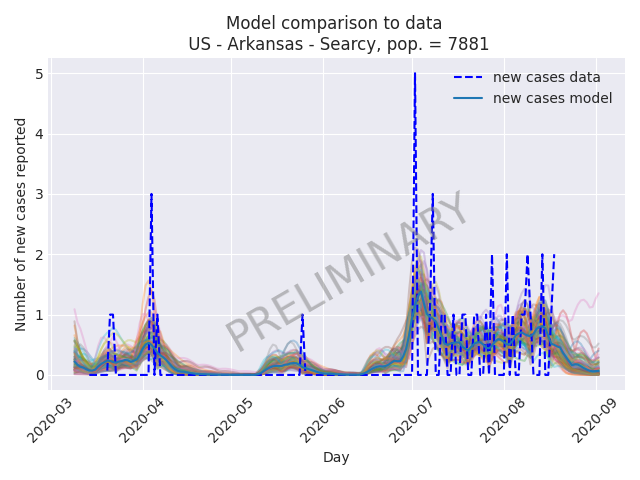 Model comparison to data
US - Arkansas - Searcy, pop. = 7881
new cases data
new cases model
Number of new cases reported
5
4
3
2
1
0
PRELIMINARY
2020-03
2020-04
2020-05
2020-06
2020-07
2020-08
2020-09
Day